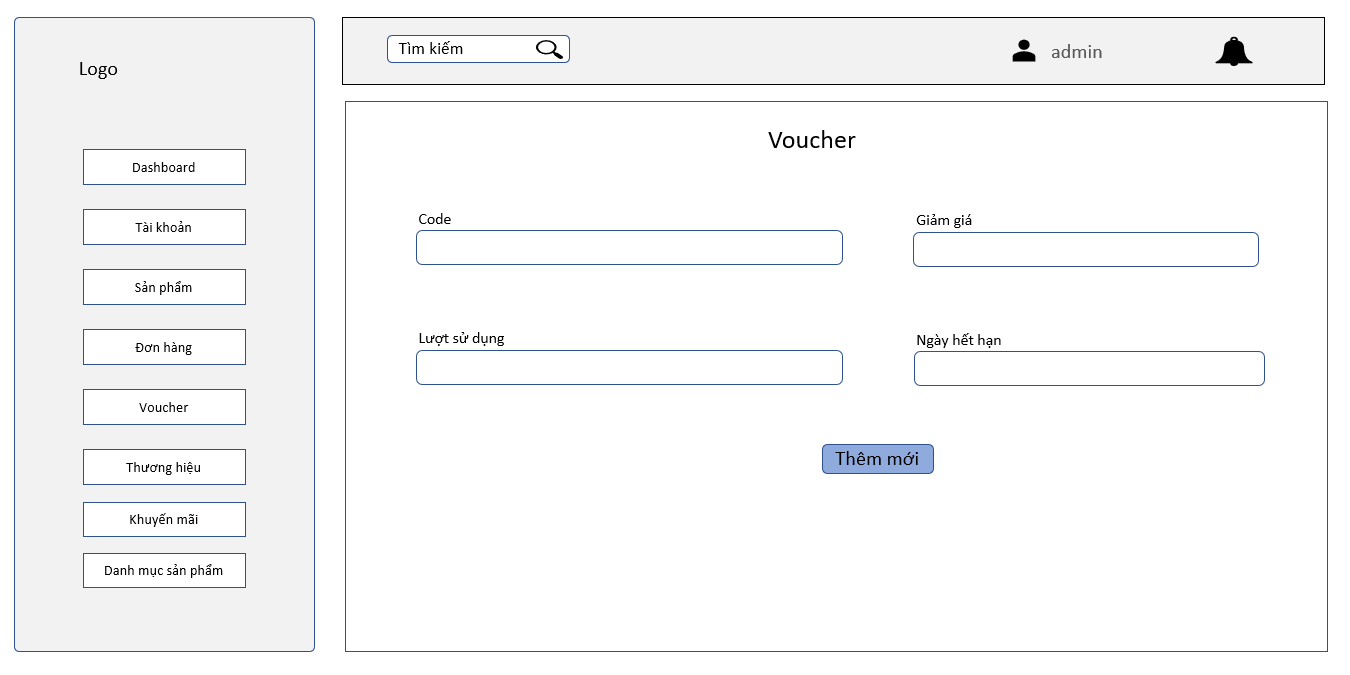 Logo
Dashboard
Tài khoản
Sản phẩm
Đơn hàng
Voucher
Thương hiệu
Khuyến mãi
Danh mục sản phẩm
Tìm kiếm
admin
Voucher
Code
Giảm giá
Lượt sử dụng
Ngày hết hạn
Thêm mới